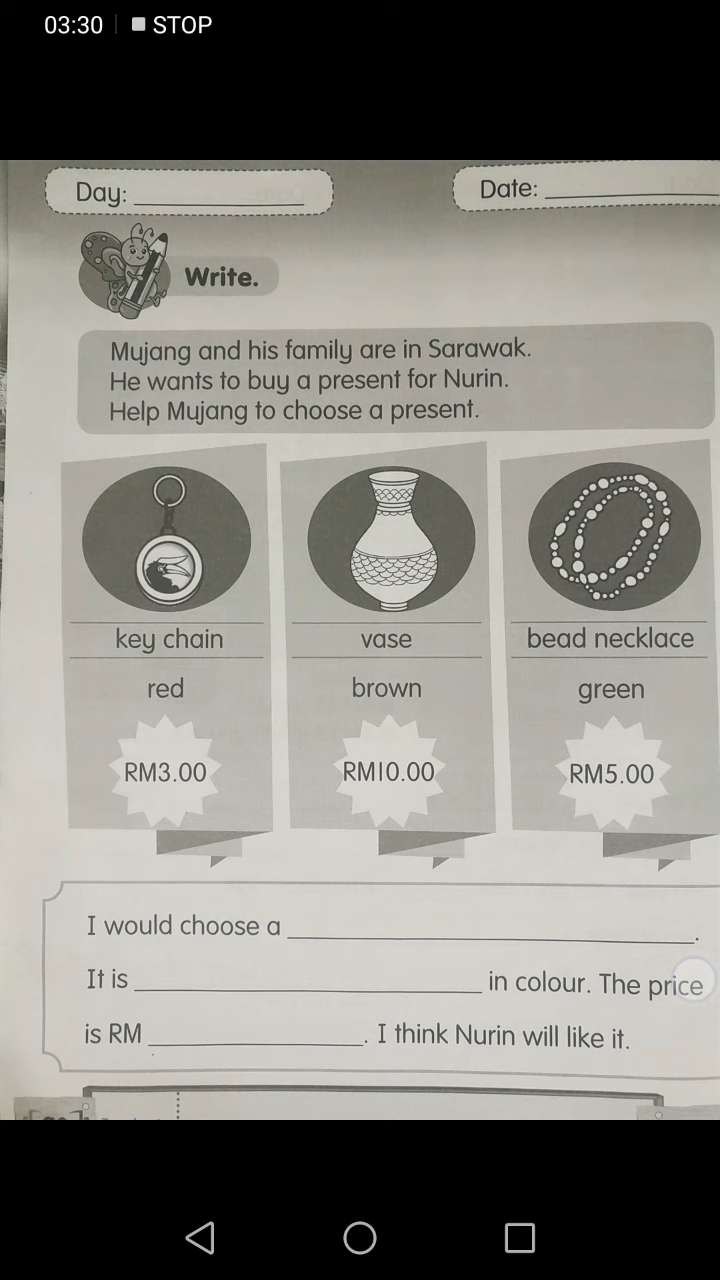 03:30 STOP
Day: Date:
Write.
Mujang and his family are in Sarawak.
He wants to buy a present for Nurin.
Help Mujang to choose a present.
key chain vase bead necklace
red brown green
RM3.00 RM10.00 RM5.00
I would choose a .
It is in colour. The price
is RM . I think Nurin will like it.